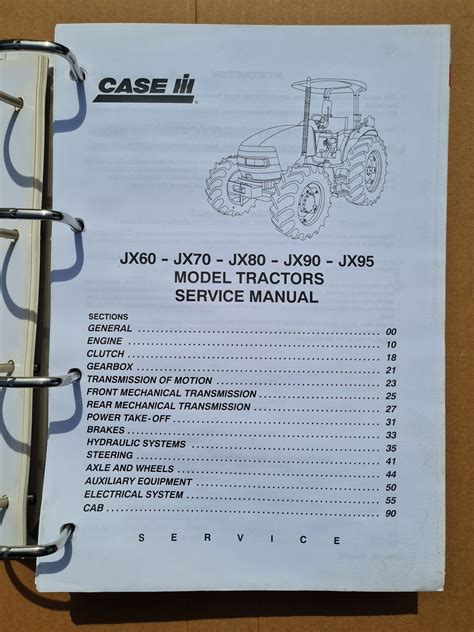 CASE III
JX60 - JX70 - JX80 - JX90 - JX95
MODEL TRACTORS
SERVICE MANUAL
SECTIONS
GENERAL 00
ENGINE 10
CLUTCH 18
GEARBOX 21
TRANSMISSION OF MOTION 23
FRONT MECHANICAL TRANSMISSION 25
REAR MECHANICAL TRANSMISSION 27
POWER TAKE-OFF 31
BRAKES 33
HYDRAULIC SYSTEMS 35
STEERING 41
AXLE AND WHEELS 44
AUXILIARY EQUIPMENT 50
ELECTRICAL SYSTEM 55
CAB 90
S E R V I C E